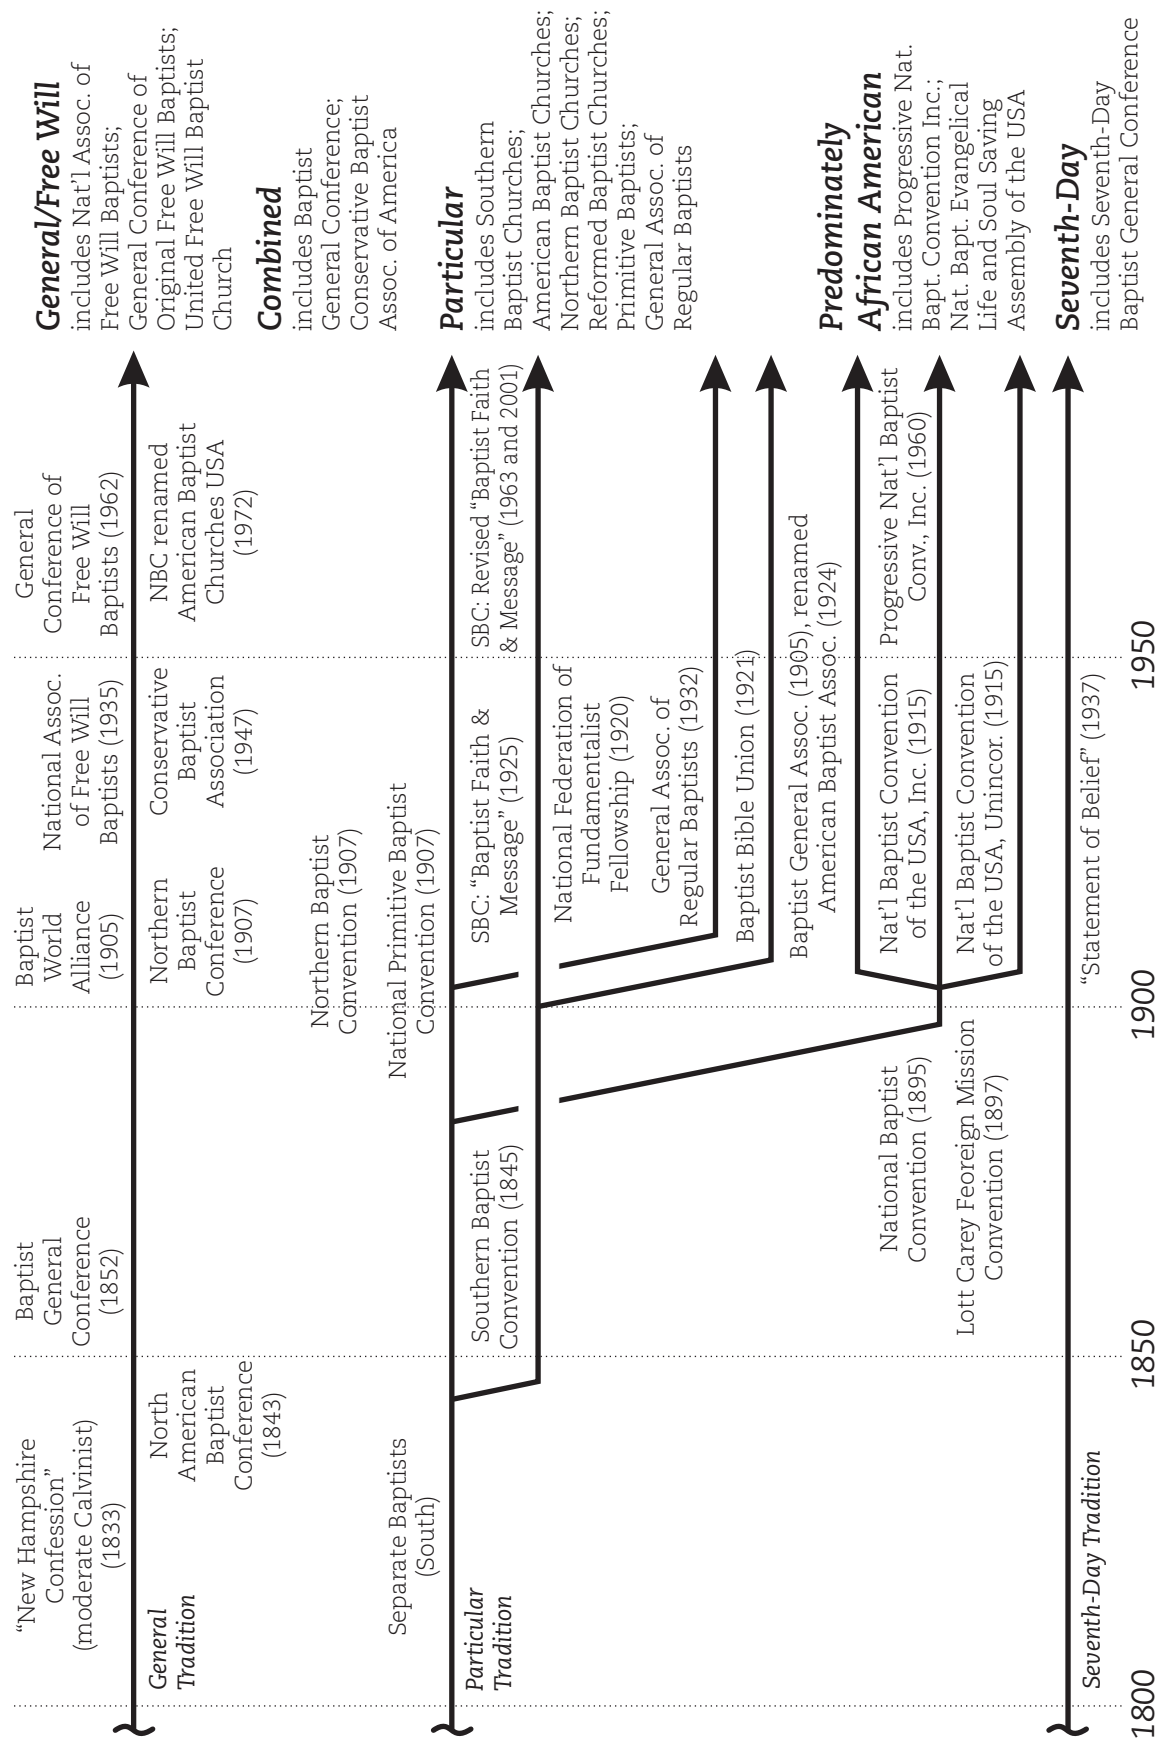 "New Hampshire
Confession"
(moderate Calvinist)
(1833)
Baptist
General
Conference
(1852)
Baptist
World
Alliance
(1905)
National Assoc.
of Free Will
Baptists (1935)
General
Conference of
Free Will
Baptists (1962)
General/Free Will
includes Nat'l Assoc. of
Free Will Baptists;
General Conference of
Original Free Will Baptists;
United Free Will Baptist
Church
General
Tradition
North
American
Baptist
Conference
(1843)
Northern
Baptist
Conference
(1907)
Conservative
Baptist
Association
(1947)
NBC renamed
American Baptist
Churches USA
(1972)
Combined
includes Baptist
General Conference;
Conservative Baptist
Assoc. of America
Northern Baptist
Convention (1907)
Separate Baptists
(South)
National Primitive Baptist
Convention (1907)
Particular
includes Southern
Baptist Churches;
American Baptist Churches;
Northern Baptist Churches;
Reformed Baptist Churches;
Primitive Baptists;
General Assoc. of
Regular Baptists
Particular
Tradition
Southern Baptist
Convention (1845)
SBC: "Baptist Faith &
Message" (1925)
SBC: Revised "Baptist Faith
& Message" (1963 and 2001)
National Federation of
Fundamentalist
Fellowship (1920)
General Assoc. of
Regular Baptists (1932)
Baptist Bible Union (1921)
Baptist General Assoc. (1905), renamed
American Baptist Assoc. (1924)
Predominately
African American
includes Progressive Nat.
Bapt. Convention Inc.;
Nat. Bapt. Evangelical
Life and Soul Saving
Assembly of the USA
National Baptist
Convention (1895)
Nat'l Baptist Convention
of the USA, Inc. (1915)
Progressive Nat'l Baptist
Conv., Inc. (1960)
Lott Carey Feoreign Mission
Convention (1897)
Nat'l Baptist Convention
of the USA, Unincor. (1915)
Seventh-Day
includes Seventh-Day
Baptist General Conference
Seventh-Day Tradition
"Statement of Belief" (1937)
1800
1850
1900
1950